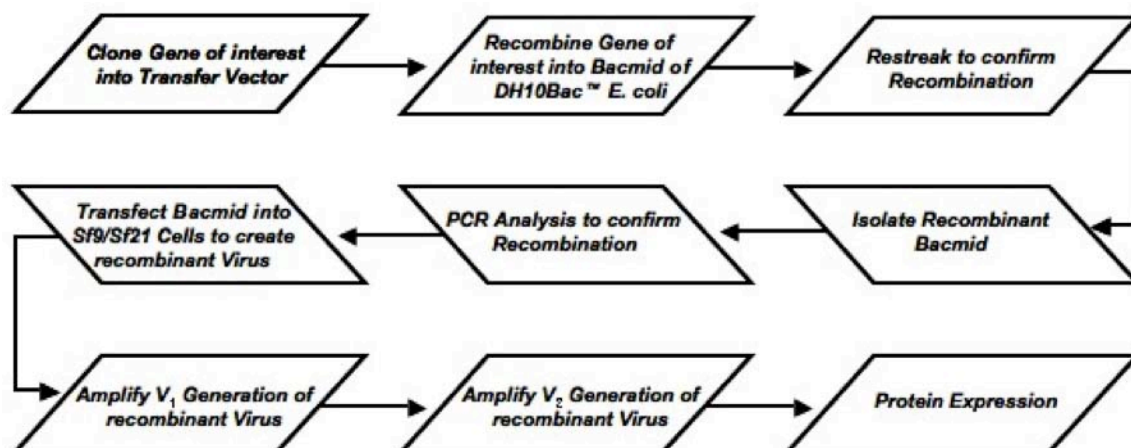 Clone Gene of interest
into Transfer Vector
Recombine Gene of
interest into Bacmid of
DH10Bac™ E. coli
Restreak to confirm
Recombination
Isolate Recombinant
Bacmid
PCR Analysis to confirm
Recombination
Transfect Bacmid into
Sf9/Sf21 Cells to create
recombinant Virus
Amplify V₁ Generation of
recombinant Virus
Amplify V₂ Generation of
recombinant Virus
Protein Expression